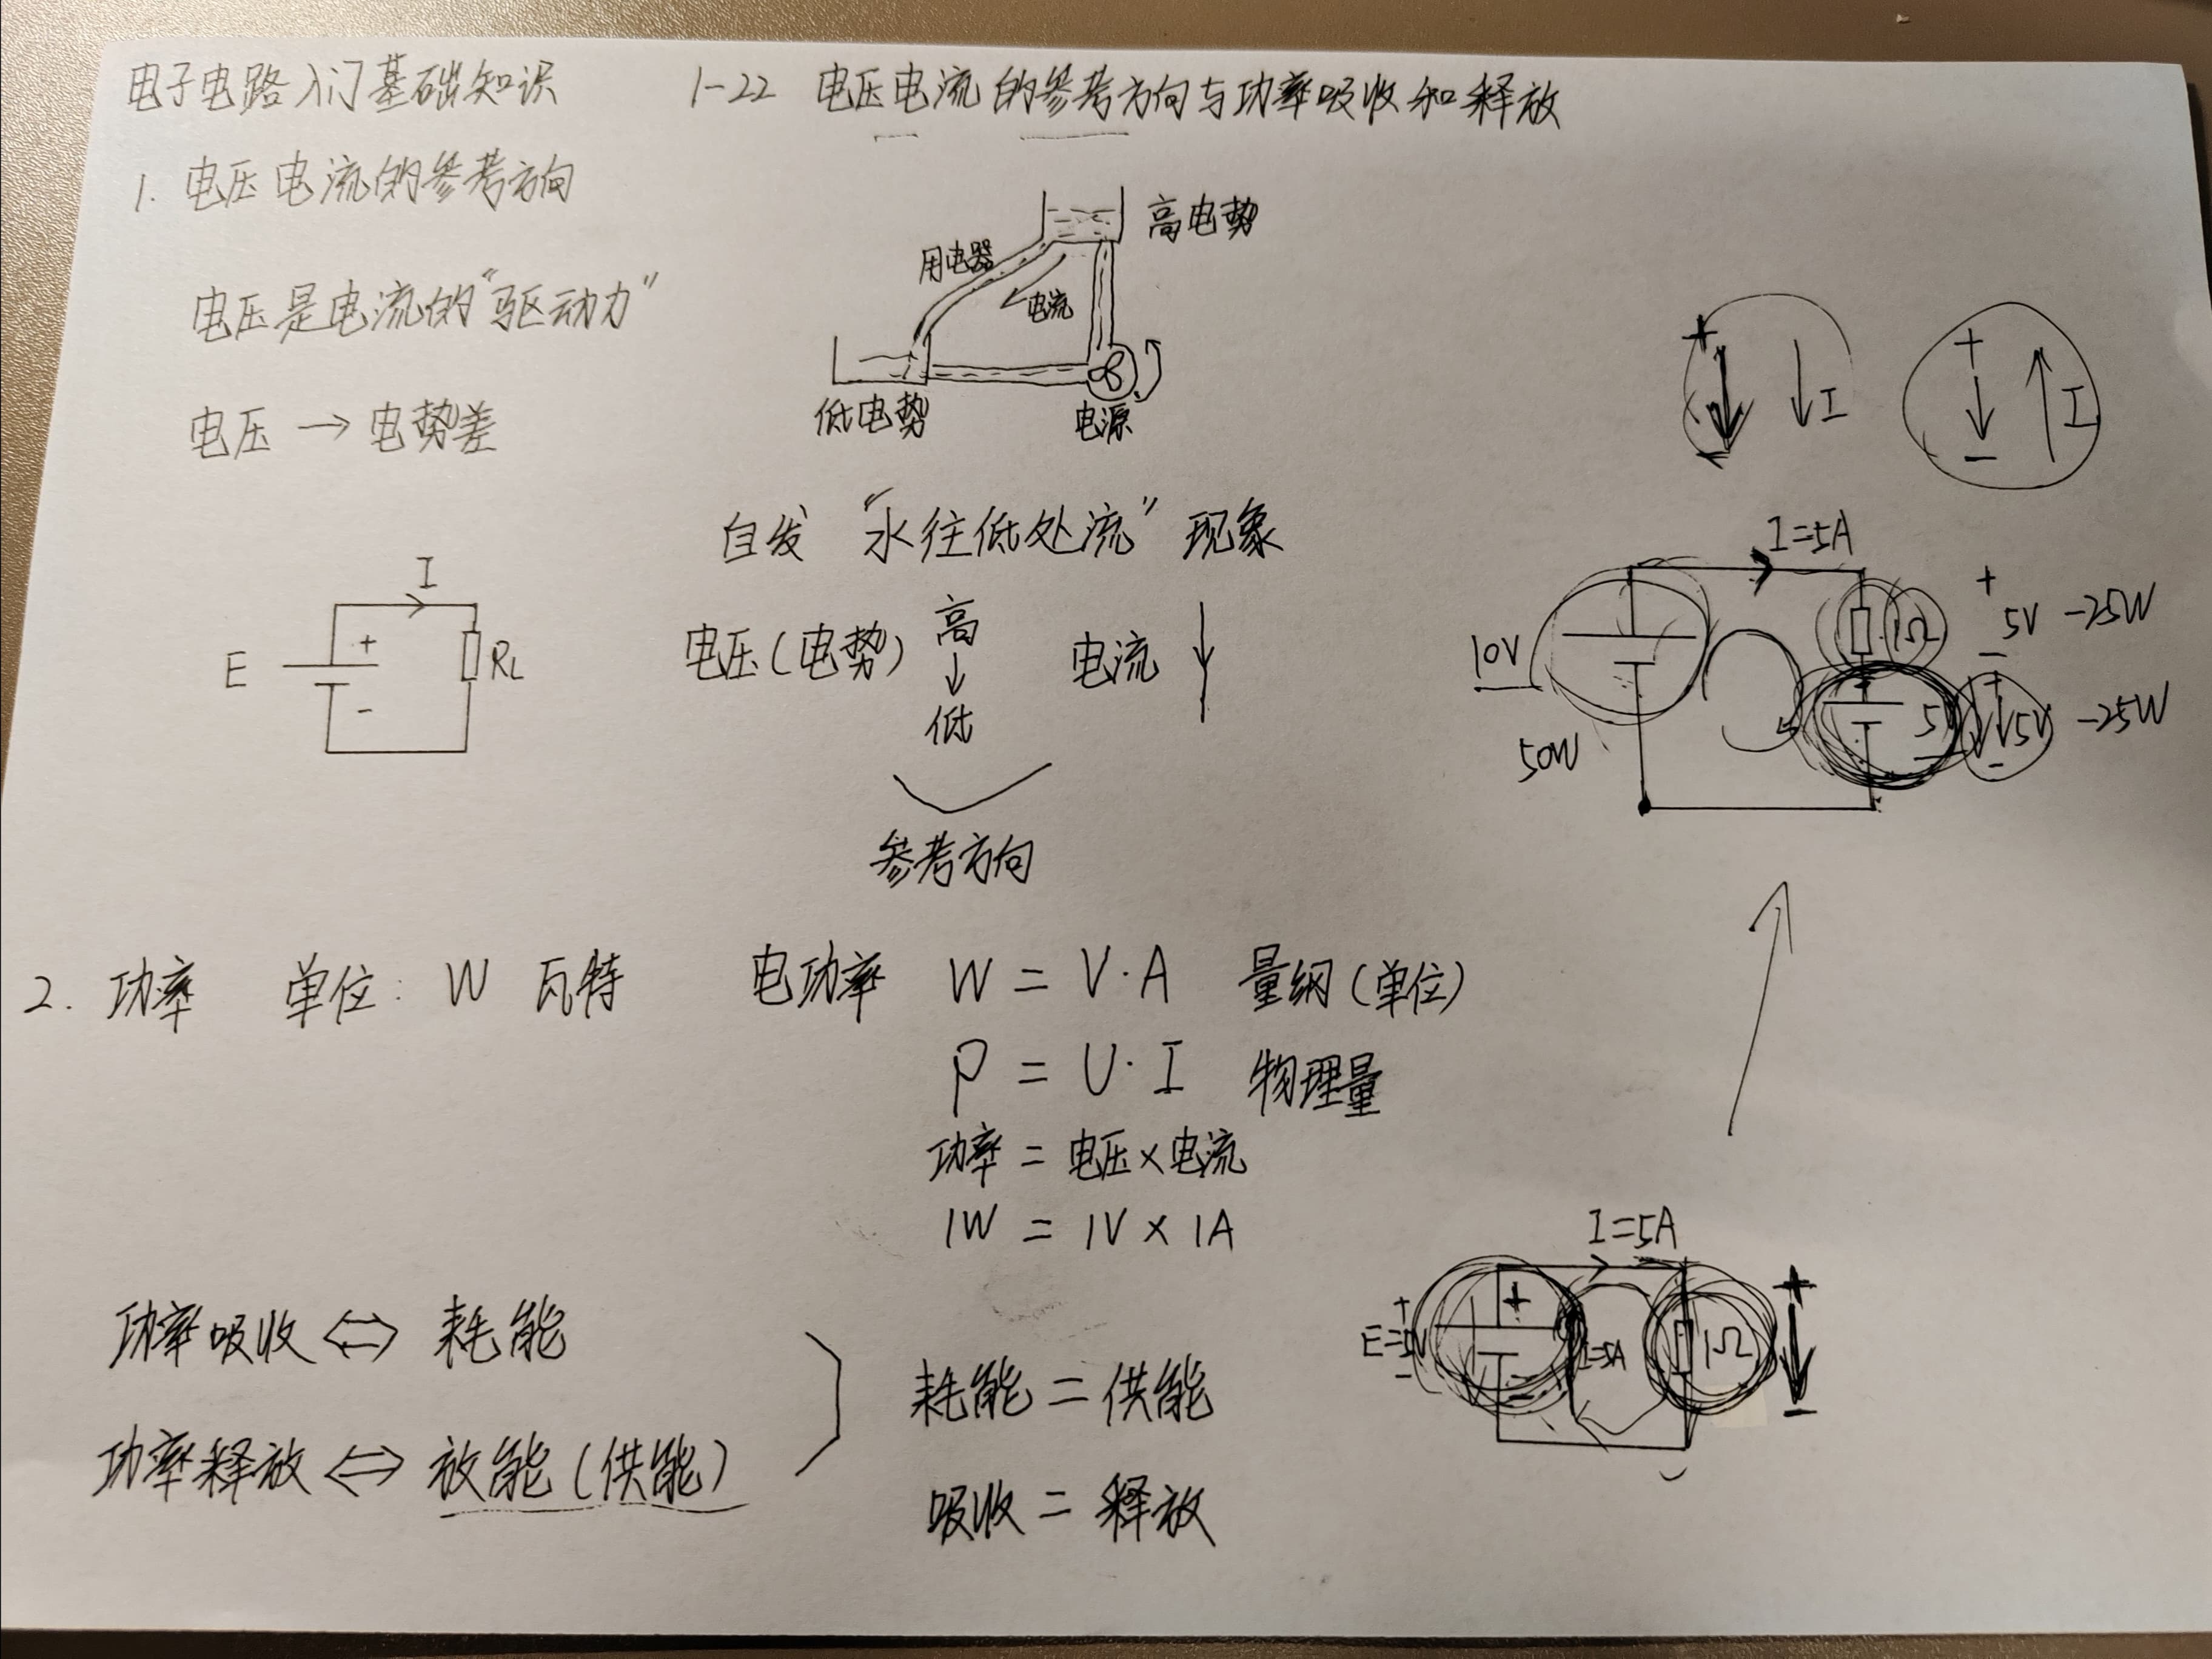 电子电路入门基础知识 1-22 电压电流的参考方向与功率吸收和释放
1. 电压电流的参考方向
高电势
用电器
电流
电压是电流的“驱动力”
低电势 电源
电压 → 电势差
+ I
-
+ I
-
自发 “水往低处流” 现象
I
E + RL
-
电压(电势) 高 ↓ 低 电流 ↓
参考方向
I=5A
10V 1Ω + 5V - -25W
5V + 5V - -25W
50W
2. 功率 单位: W 瓦特 电功率 W = V·A 量纲(单位)
P = U·I 物理量
功率 = 电压×电流
1W = 1V × 1A
I=5A
E=5V + - + I=5A 1Ω + -
功率吸收 ⇔ 耗能
功率释放 ⇔ 放能(供能)
耗能 = 供能
吸收 = 释放